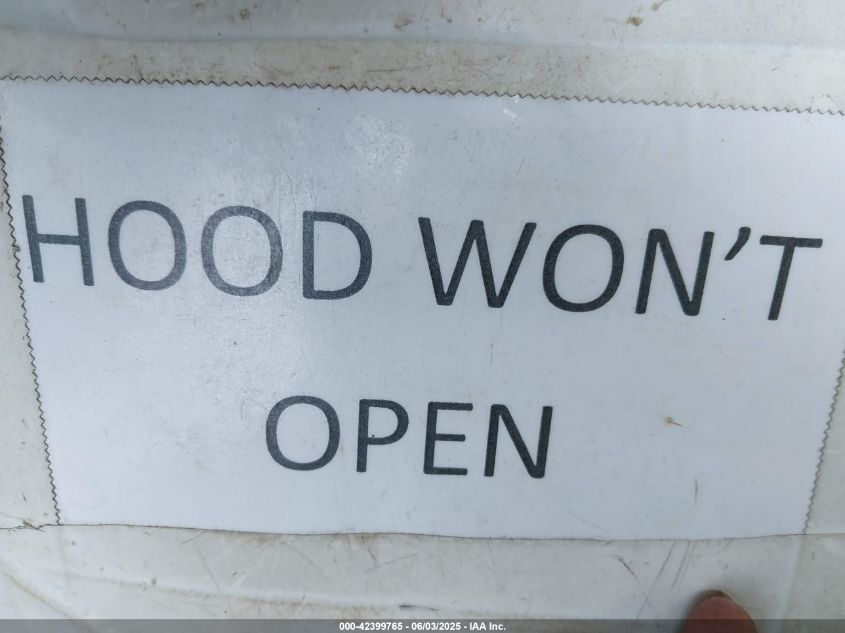 HOOD WON'T
OPEN
000-42399765 - 06/03/2025 - IAA Inc.